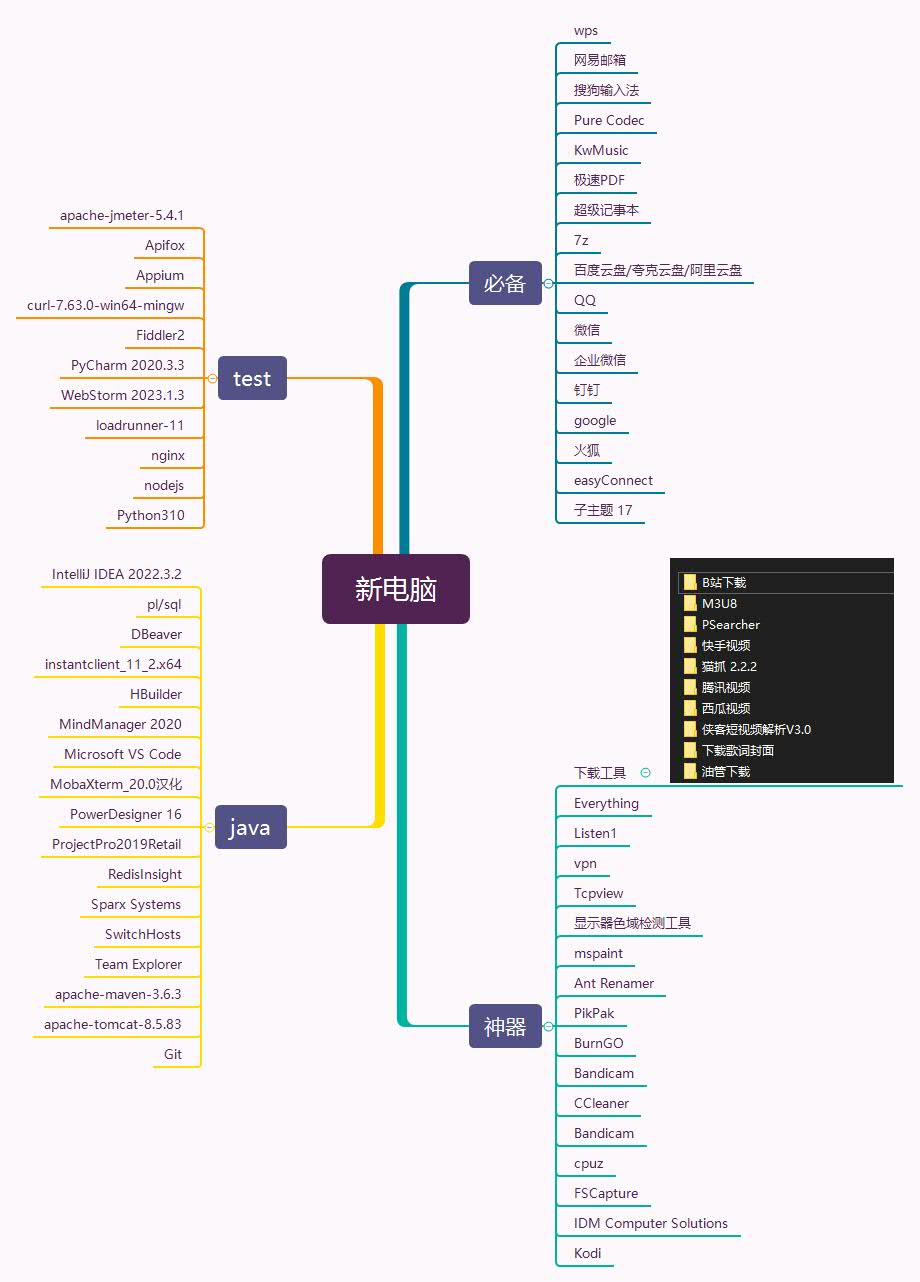 新电脑
必备
wps
网易邮箱
搜狗输入法
Pure Codec
KwMusic
极速PDF
超级记事本
7z
百度云盘/夸克云盘/阿里云盘
QQ
微信
企业微信
钉钉
google
火狐
easyConnect
子主题 17
神器
下载工具
B站下载
M3U8
PSearcher
快手视频
猫抓 2.2.2
腾讯视频
西瓜视频
侠客短视频解析V3.0
下载歌词封面
油管下载
Everything
Listen1
vpn
Tcpview
显示器色域检测工具
mspaint
Ant Renamer
PikPak
BurnGO
Bandicam
CCleaner
Bandicam
cpuz
FSCapture
IDM Computer Solutions
Kodi
test
apache-jmeter-5.4.1
Apifox
Appium
curl-7.63.0-win64-mingw
Fiddler2
PyCharm 2020.3.3
WebStorm 2023.1.3
loadrunner-11
nginx
nodejs
Python310
java
IntelliJ IDEA 2022.3.2
pl/sql
DBeaver
instantclient_11_2.x64
HBuilder
MindManager 2020
Microsoft VS Code
MobaXterm_20.0汉化
PowerDesigner 16
ProjectPro2019Retail
RedisInsight
Sparx Systems
SwitchHosts
Team Explorer
apache-maven-3.6.3
apache-tomcat-8.5.83
Git